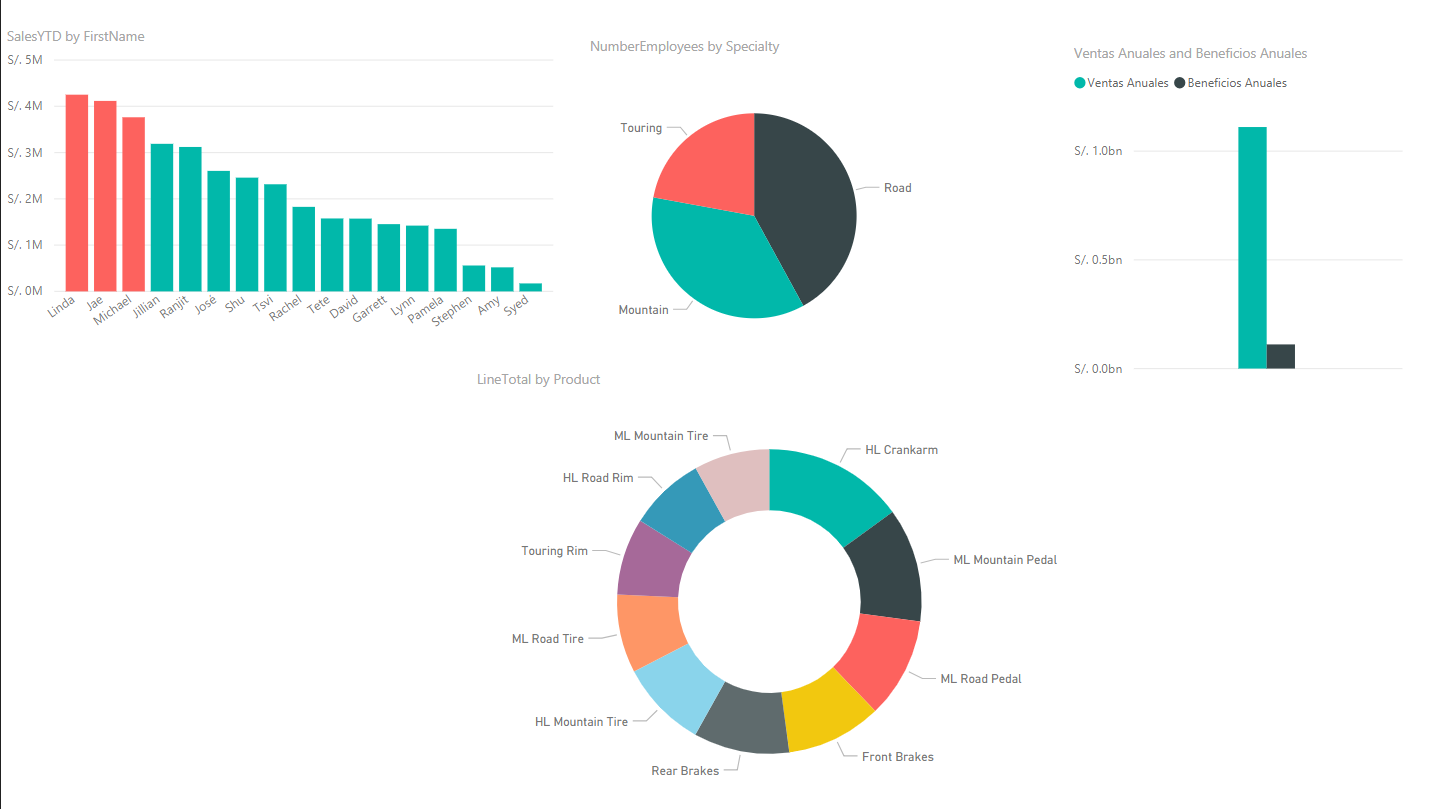 SalesYTD by FirstName
S/. 5M
S/. 4M
S/. 3M
S/. 2M
S/. 1M
S/. 0M
Linda
Jae
Michael
Jillian
Ranjit
José
Shu
Tsvi
Rachel
Tete
David
Garrett
Lynn
Pamela
Stephen
Amy
Syed
NumberEmployees by Specialty
Touring
Road
Mountain
Ventas Anuales and Beneficios Anuales
Ventas Anuales Beneficios Anuales
S/. 1.0bn
S/. 0.5bn
S/. 0.0bn
LineTotal by Product
ML Mountain Tire
HL Crankarm
HL Road Rim
Touring Rim
ML Mountain Pedal
ML Road Tire
ML Road Pedal
HL Mountain Tire
Front Brakes
Rear Brakes